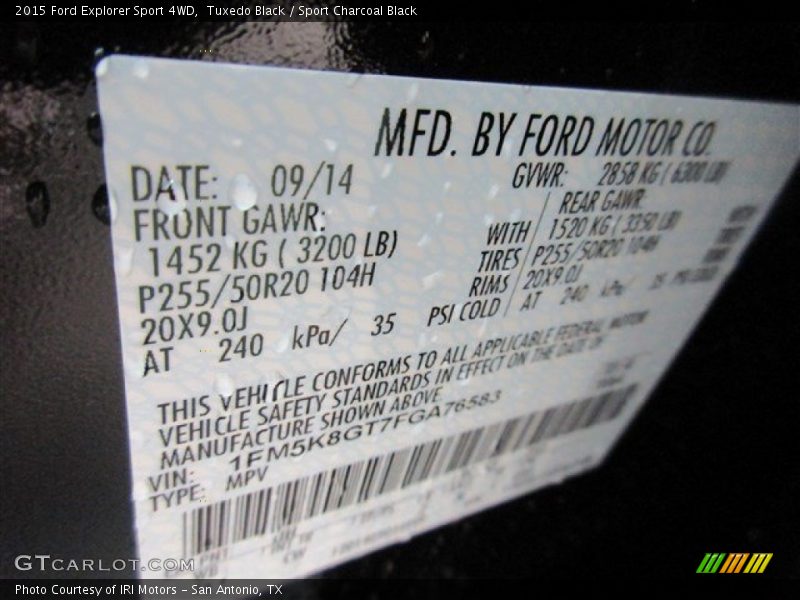 2015 Ford Explorer Sport 4WD, Tuxedo Black / Sport Charcoal Black
MFD. BY FORD MOTOR CO.
DATE: 09/14
GVWR: 2858 KG ( 6300 LB)
FRONT GAWR:
1452 KG ( 3200 LB)
P255/50R20 104H
20X9.0J
AT 240 kPa/ 35 PSI COLD
WITH
TIRES
RIMS
REAR GAWR:
1520 KG ( 3350 LB)
P255/50R20 104H
20X9.0J
AT 240 kPa/ 35 PSI COLD
THIS VEHICLE CONFORMS TO ALL APPLICABLE FEDERAL MOTOR
VEHICLE SAFETY STANDARDS IN EFFECT ON THE DATE OF
MANUFACTURE SHOWN ABOVE
VIN: 1FM5K8GT7FGA76583
TYPE: MPV
GTCARLOT.COM
Photo Courtesy of IRI Motors – San Antonio, TX